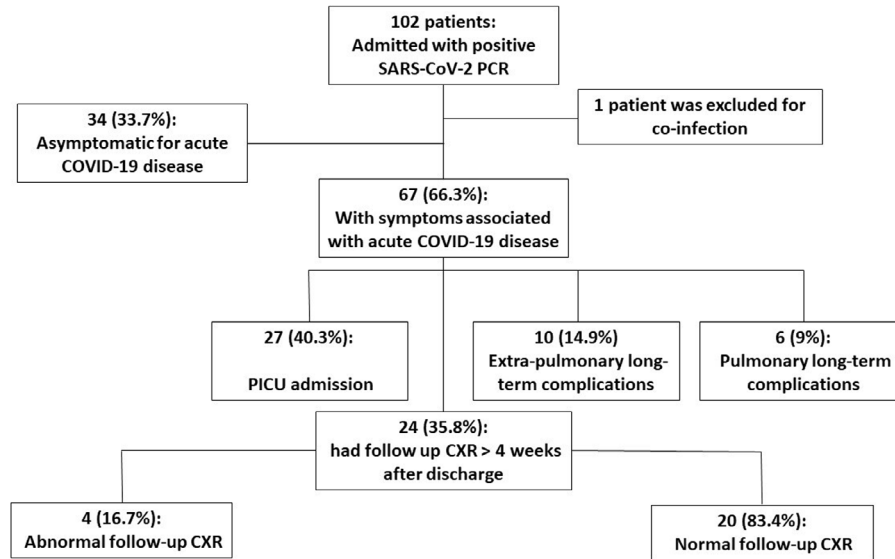 102 patients:
Admitted with positive
SARS-CoV-2 PCR
1 patient was excluded for
co-infection
34 (33.7%):
Asymptomatic for acute
COVID-19 disease
67 (66.3%):
With symptoms associated
with acute COVID-19 disease
27 (40.3%):
PICU admission
10 (14.9%)
Extra-pulmonary long-
term complications
6 (9%):
Pulmonary long-term
complications
24 (35.8%):
had follow up CXR > 4 weeks
after discharge
4 (16.7%):
Abnormal follow-up CXR
20 (83.4%):
Normal follow-up CXR